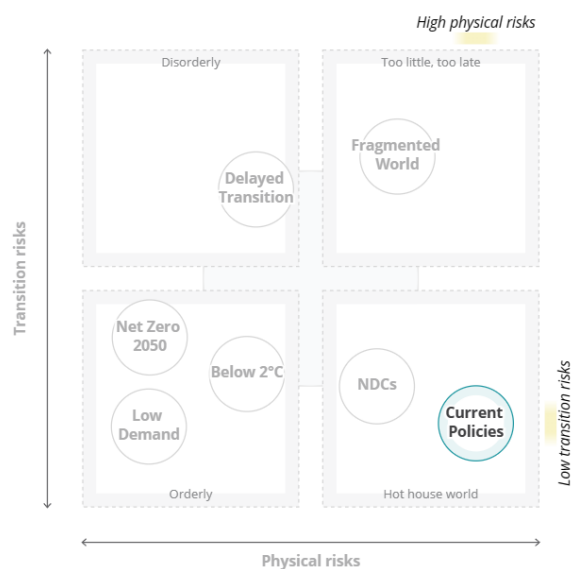 High physical risks
Disorderly
Too little, too late
Fragmented
World
Delayed
Transition
Transition risks
Net Zero
2050
Below 2°C
NDCs
Low
Demand
Current
Policies
Low transition risks
Orderly
Hot house world
Physical risks